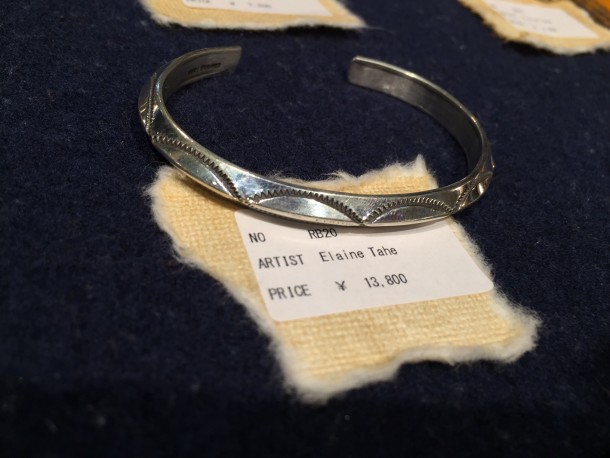 NO RB20
ARTIST Elaine Tahe
PRICE ¥ 13,800